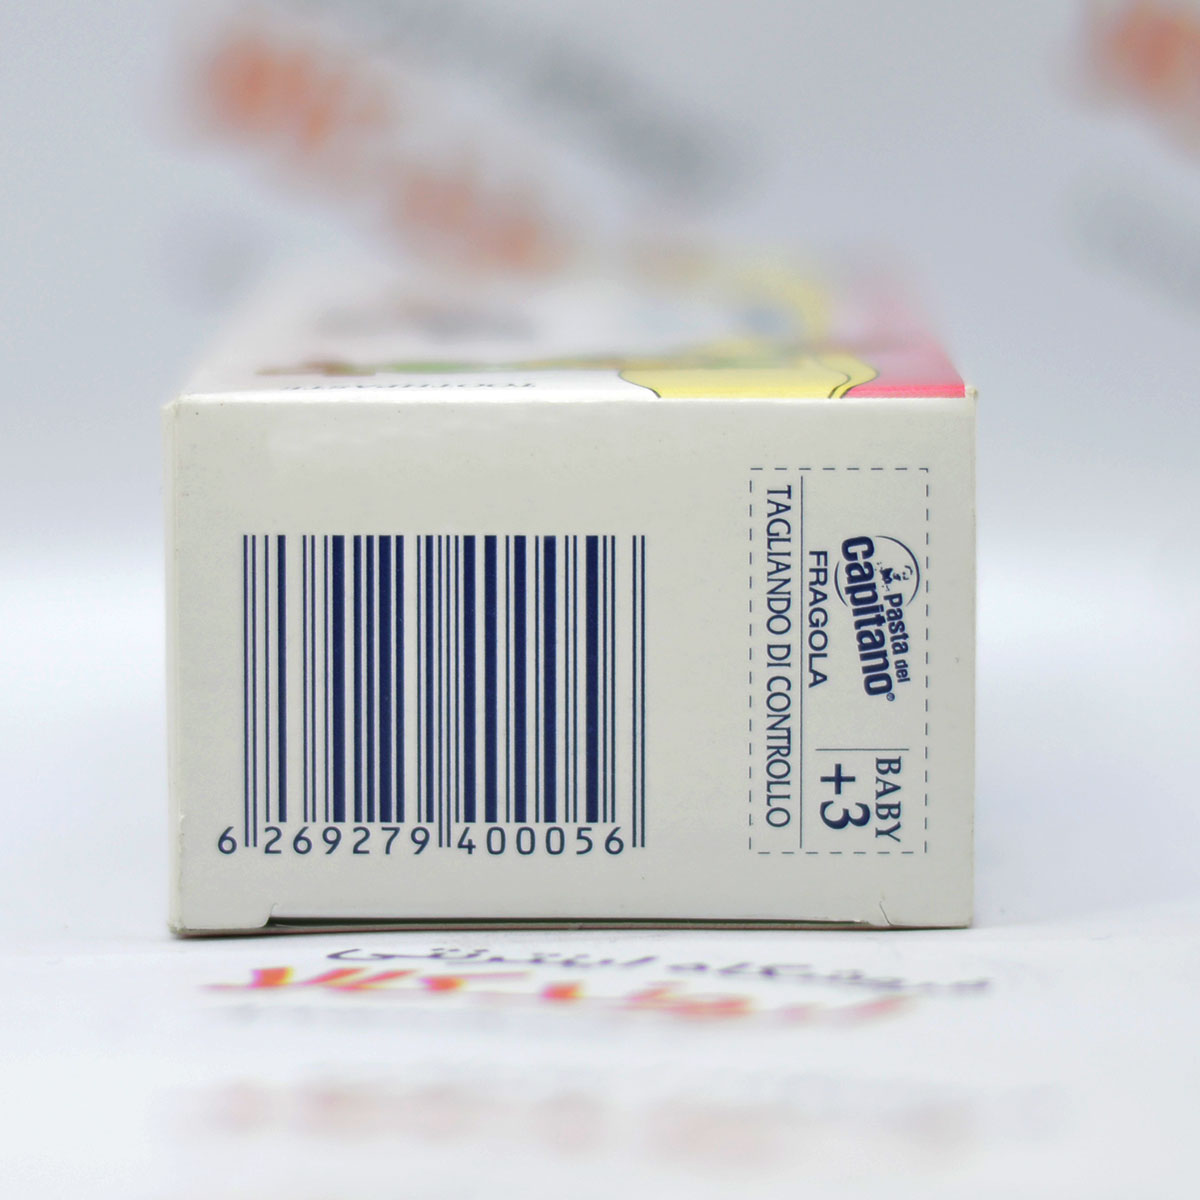 6 269279 400056
Pasta del
Capitano®
FRAGOLA
BABY
+3
TAGLIANDO DI CONTROLLO